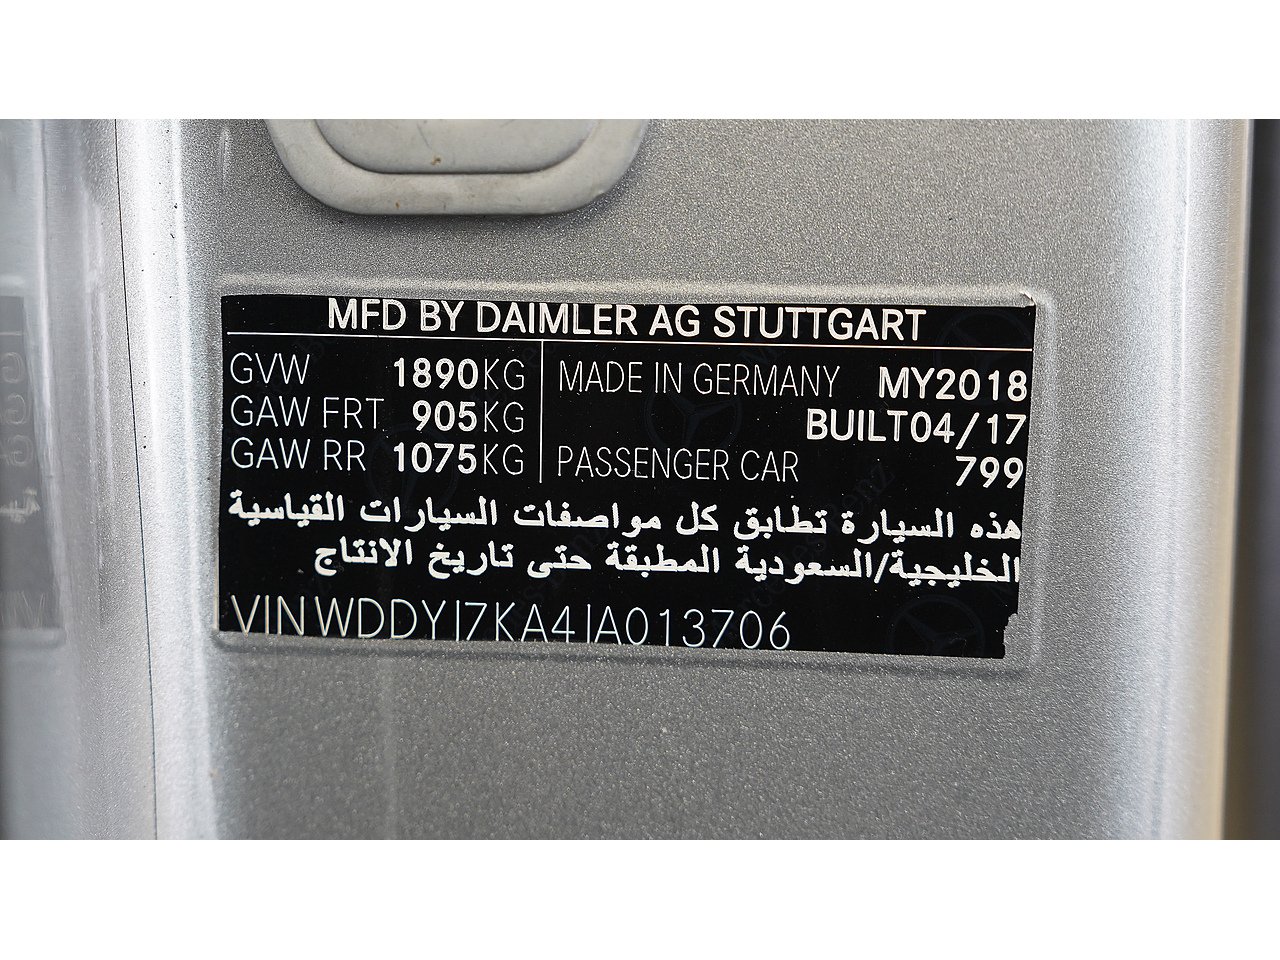 MFD BY DAIMLER AG STUTTGART
GVW 1890KG MADE IN GERMANY MY2018
GAW FRT 905KG BUILT04/17
GAW RR 1075KG PASSENGER CAR 799
هذه السيارة تطابق كل مواصفات السيارات القياسية
الخليجية/السعودية المطبقة حتى تاريخ الانتاج
VIN WDDYJ7KA4JA013706